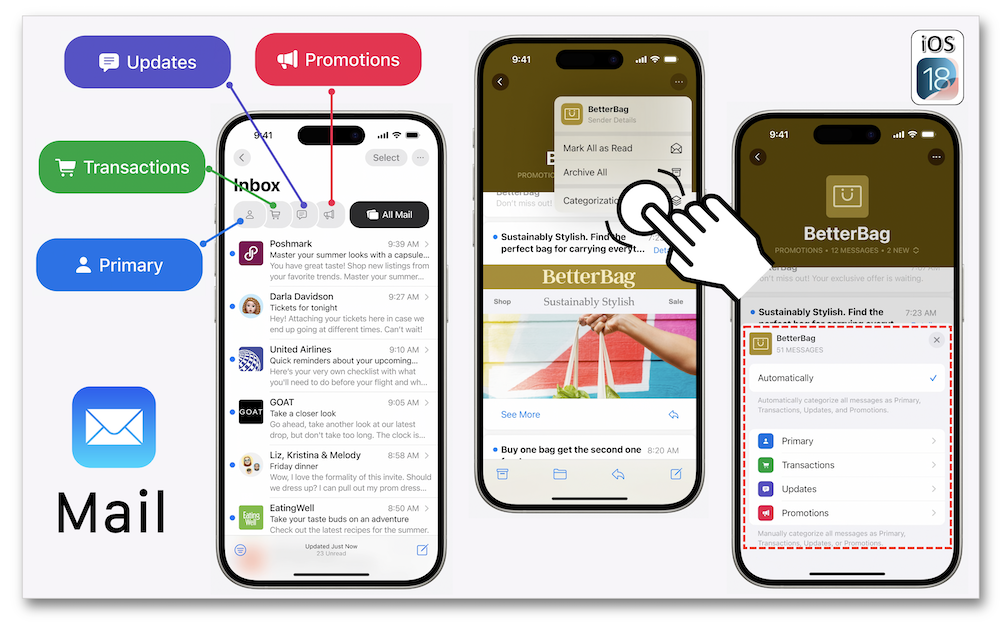 Updates
Promotions
Transactions
Primary
Mail
9:41
Select
Inbox
All Mail
Poshmark 9:39 AM
Master your summer looks with a capsule...
You have great taste! Shop new listings from
your favorite trends. Master your summer...
Darla Davidson 9:27 AM
Tickets for tonight
Hey! Attaching your tickets here in case we
end up going at different times. Can't wait!
United Airlines 9:10 AM
Quick reminders about your upcoming...
Here's your very own checklist with what
you'll need to do before your flight and wh...
GOAT
GOAT 9:05 AM
Take a closer look
Go ahead, take another look at our latest
drop, but don't take too long. The clock is...
Liz, Kristina & Melody 8:58 AM
Friday dinner
Wow, I love the formality of this invite. Should
we dress up? I can pull out my prom dress...
Eating
Well
EatingWell 8:50 AM
Take your taste buds on an adventure
Check out the latest recipes for the summer.
Updated Just Now
23 Unread
9:41
BetterBag
Sender Details
Mark All as Read
Archive All
B
PROMOTIO
BetterBag
Don't miss out!
Sustainably Stylish. Find the
perfect bag for carrying everyt...
BetterBag
Shop Sustainably Stylish Sale
See More
Buy one bag get the second one 8:20 AM
iOS
18
9:41
BetterBag
PROMOTIONS • 12 MESSAGES • 2 NEW
Don't miss out! Your exclusive offer is waiting.
Sustainably Stylish. Find the 7:23 AM
BetterBag
51 MESSAGES
Automatically
Automatically categorize all messages as Primary,
Transactions, Updates, and Promotions.
Primary
Transactions
Updates
Promotions
Manually categorize all messages as Primary,
Transactions, Updates, or Promotions.